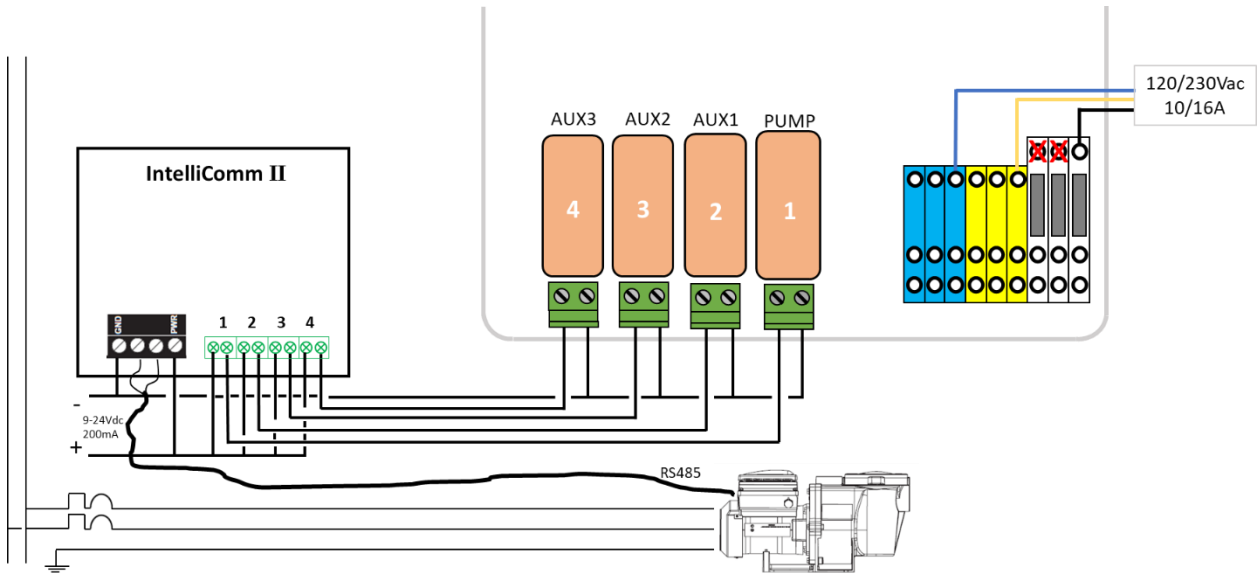 120/230Vac
10/16A
AUX3 AUX2 AUX1 PUMP
IntelliComm II
4 3 2 1
GND PWR
1 2 3 4
-
9-24Vdc
200mA
+
RS485